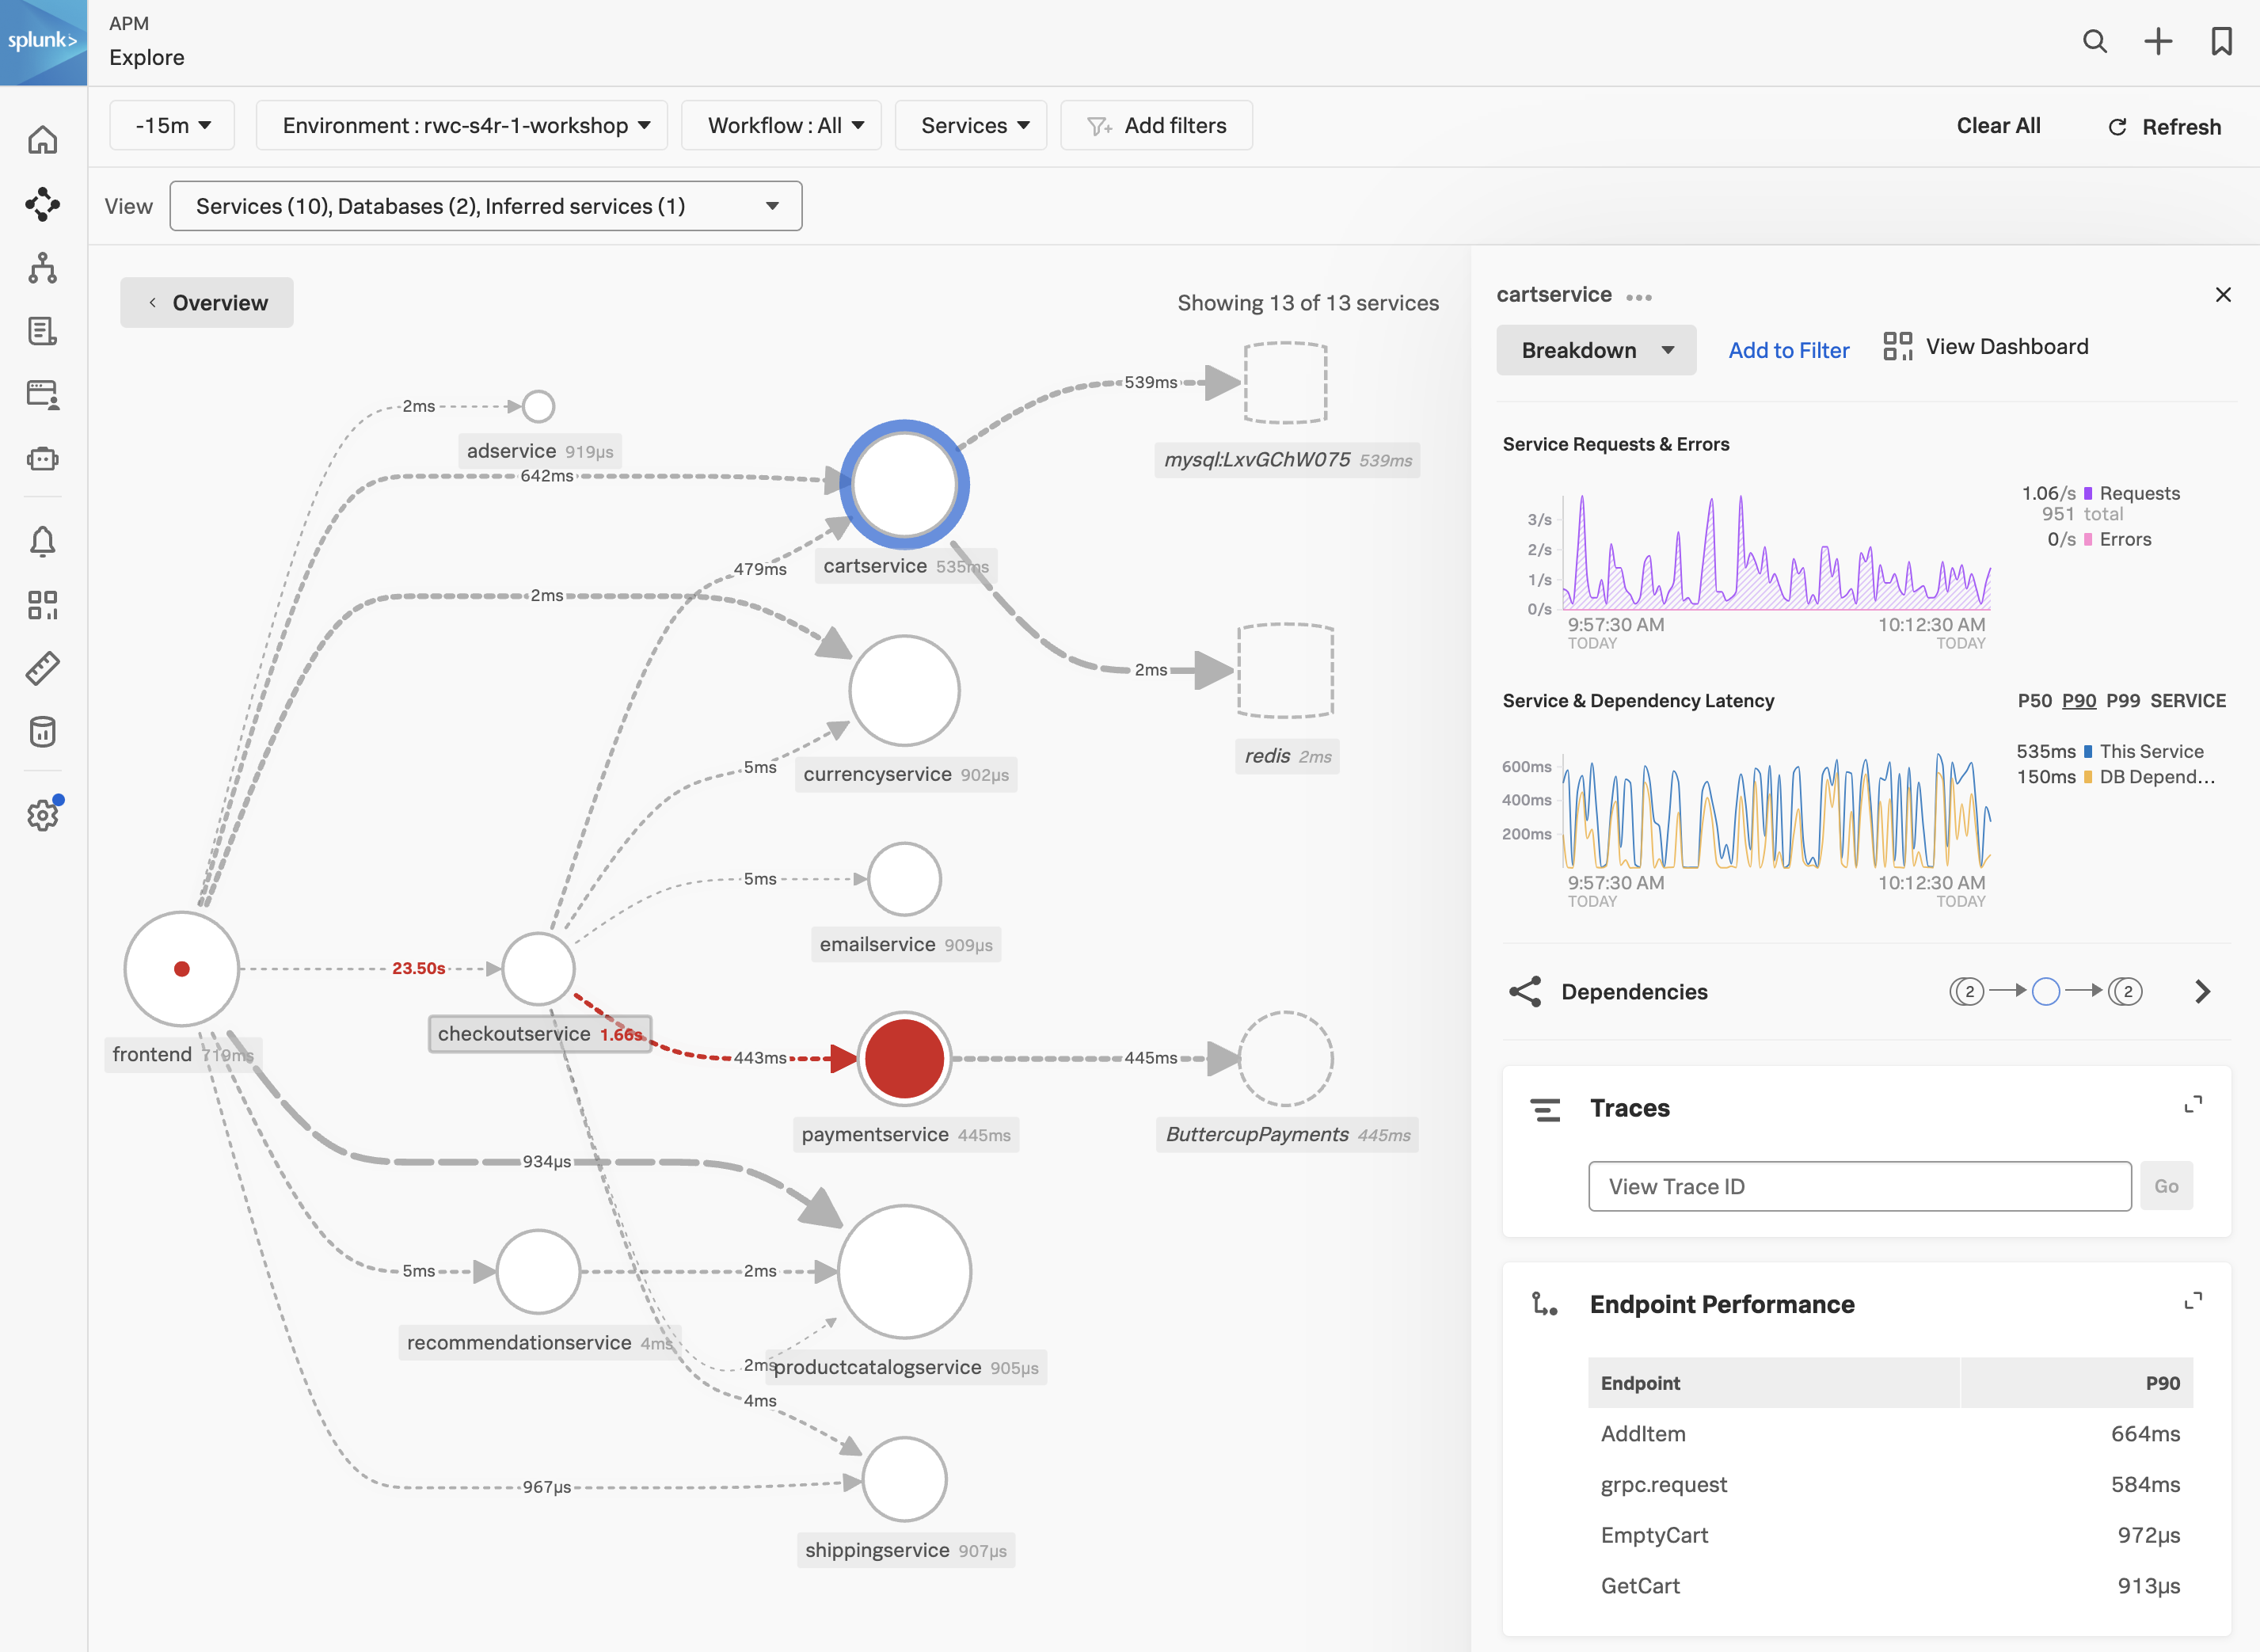 splunk>
APM
Explore
-15m
Environment : rwc-s4r-1-workshop
Workflow : All
Services
Add filters
Clear All
Refresh
View
Services (10), Databases (2), Inferred services (1)
Overview
Showing 13 of 13 services
2ms
adservice 919µs
642ms
539ms
mysql:LxvGChW075 539ms
479ms
cartservice 535ms
2ms
2ms
redis 2ms
5ms
currencyservice 902µs
5ms
emailservice 909µs
23.50s
checkoutservice 1.66s
frontend 719ms
443ms
445ms
paymentservice 445ms
ButtercupPayments 445ms
934µs
5ms
2ms
recommendationservice 4ms
2ms
productcatalogservice 905µs
4ms
967µs
shippingservice 907µs
cartservice
Breakdown
Add to Filter
View Dashboard
Service Requests & Errors
3/s
2/s
1/s
0/s
9:57:30 AM
TODAY
10:12:30 AM
TODAY
1.06/s Requests
951 total
0/s Errors
Service & Dependency Latency
P50 P90 P99 SERVICE
600ms
400ms
200ms
9:57:30 AM
TODAY
10:12:30 AM
TODAY
535ms This Service
150ms DB Depend...
Dependencies
2
2
Traces
View Trace ID
Go
Endpoint Performance
Endpoint P90
AddItem 664ms
grpc.request 584ms
EmptyCart 972µs
GetCart 913µs